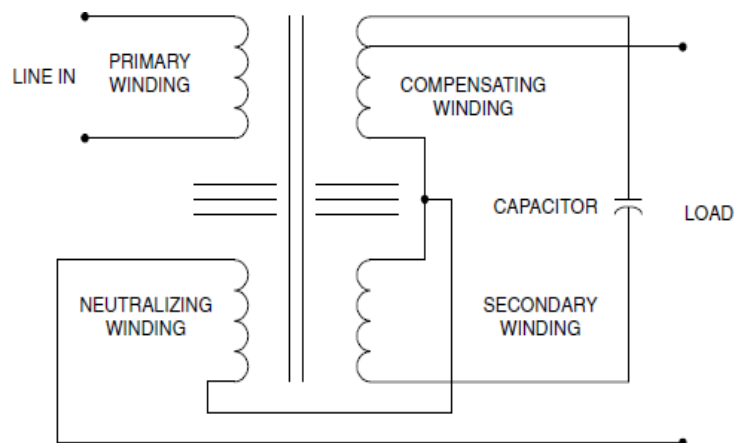 LINE IN
PRIMARY
WINDING
COMPENSATING
WINDING
CAPACITOR
LOAD
NEUTRALIZING
WINDING
SECONDARY
WINDING